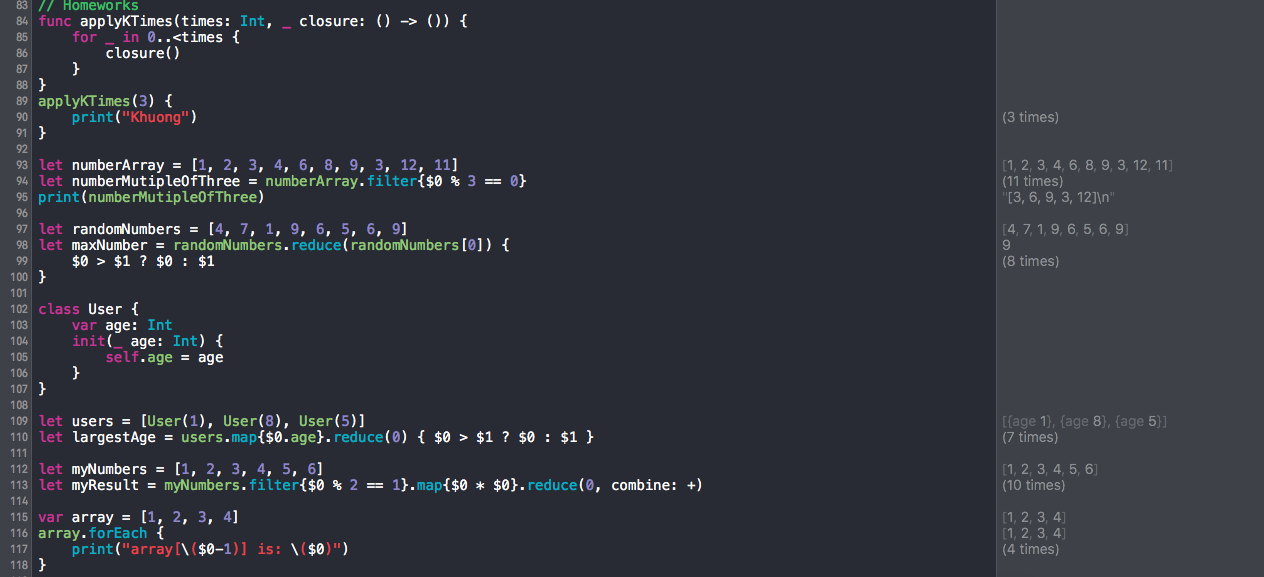 83 // Homeworks
84 func applyKTimes(times: Int, _ closure: () -> ()) {
85     for _ in 0..<times {
86         closure()
87     }
88 }
89 applyKTimes(3) {
90     print("Khuong") (3 times)
91 }
92
93 let numberArray = [1, 2, 3, 4, 6, 8, 9, 3, 12, 11] [1, 2, 3, 4, 6, 8, 9, 3, 12, 11]
94 let numberMutipleOfThree = numberArray.filter{$0 % 3 == 0} (11 times)
95 print(numberMutipleOfThree) "[3, 6, 9, 3, 12]\n"
96
97 let randomNumbers = [4, 7, 1, 9, 6, 5, 6, 9] [4, 7, 1, 9, 6, 5, 6, 9]
98 let maxNumber = randomNumbers.reduce(randomNumbers[0]) { 9
99     $0 > $1 ? $0 : $1 (8 times)
100 }
101
102 class User {
103     var age: Int
104     init(_ age: Int) {
105         self.age = age
106     }
107 }
108
109 let users = [User(1), User(8), User(5)] [{age 1}, {age 8}, {age 5}]
110 let largestAge = users.map{$0.age}.reduce(0) { $0 > $1 ? $0 : $1 } (7 times)
111
112 let myNumbers = [1, 2, 3, 4, 5, 6] [1, 2, 3, 4, 5, 6]
113 let myResult = myNumbers.filter{$0 % 2 == 1}.map{$0 * $0}.reduce(0, combine: +) (10 times)
114
115 var array = [1, 2, 3, 4] [1, 2, 3, 4]
116 array.forEach { [1, 2, 3, 4]
117     print("array[\($0-1)] is: \($0)") (4 times)
118 }